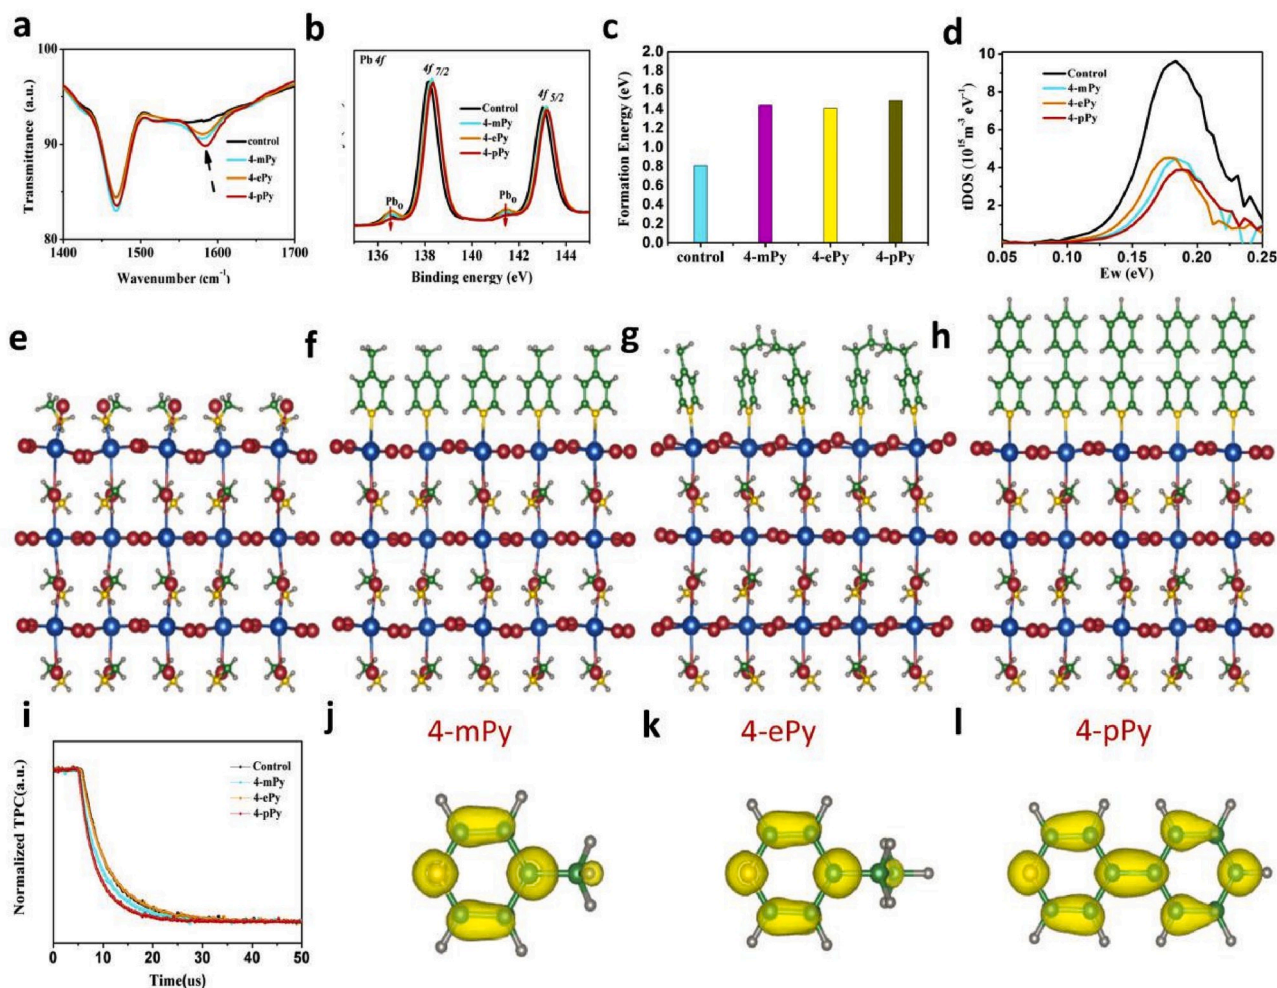 a
Transmittance (a.u.)
100
90
80
1400 1500 1600 1700
Wavenumber (cm⁻¹)
control
4-mPy
4-ePy
4-pPy
b
Pb 4f
4f 7/2
4f 5/2
Control
4-mPy
4-ePy
4-pPy
Pb₀
Pb₀
136 138 140 142 144
Binding energy (eV)
c
Formation Energy (eV)
2.0
1.8
1.6
1.4
1.2
1.0
0.8
0.6
0.4
0.2
0.0
control 4-mPy 4-ePy 4-pPy
d
tDOS (10¹⁵ m⁻³ eV⁻¹)
10
8
6
4
2
Control
4-mPy
4-ePy
4-pPy
0.05 0.10 0.15 0.20 0.25
Ew (eV)
e
f
g
h
i
Normalized TPC(a.u.)
Control
4-mPy
4-ePy
4-pPy
0 10 20 30 40 50
Time(us)
j
4-mPy
k
4-ePy
l
4-pPy